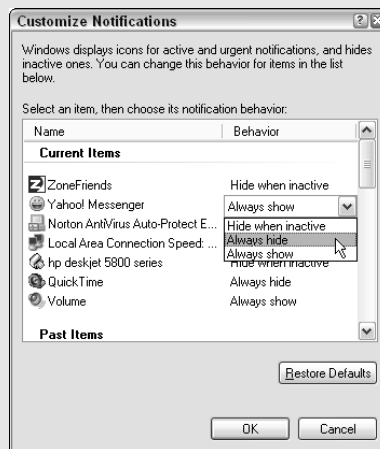 Customize Notifications
Windows displays icons for active and urgent notifications, and hides
inactive ones. You can change this behavior for items in the list
below.
Select an item, then choose its notification behavior:
Name Behavior
Current Items
ZoneFriends Hide when inactive
Yahoo! Messenger Always show
Norton AntiVirus Auto-Protect E... Hide when inactive
Local Area Connection Speed: ... Always hide
Always show
hp deskjet 5800 series Hide when inactive
QuickTime Always hide
Volume Always show
Past Items
Restore Defaults
OK Cancel